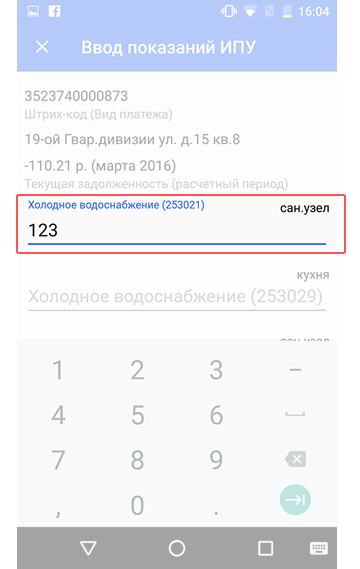 16:04
Ввод показаний ИПУ
3523740000873
Штрих-код (Вид платежа)
19-ой Гвар.дивизии ул. д.15 кв.8
-110.21 р. (марта 2016)
Текущая задолженность (расчетный период)
Холодное водоснабжение (253021)
сан.узел
123
кухня
Холодное водоснабжение (253029)
1 2 3 –
4 5 6
7 8 9
, 0 .